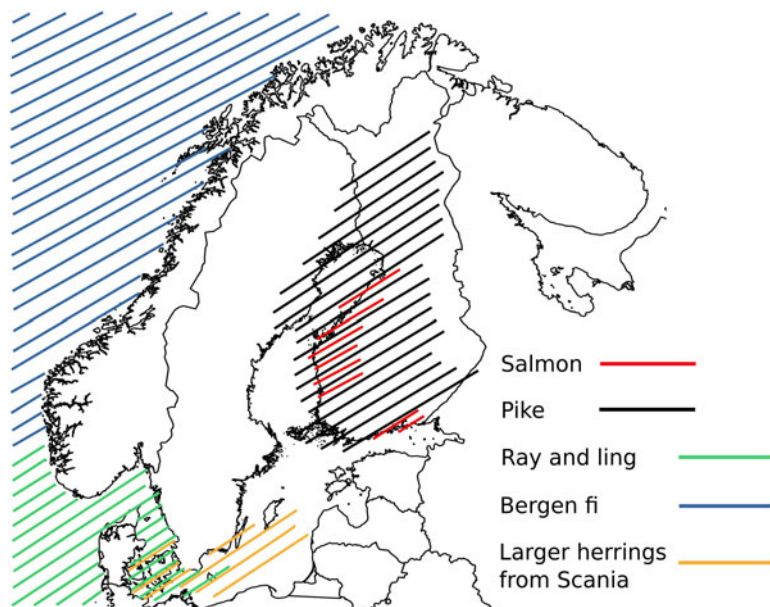 Salmon
Pike
Ray and ling
Bergen fi
Larger herrings
from Scania